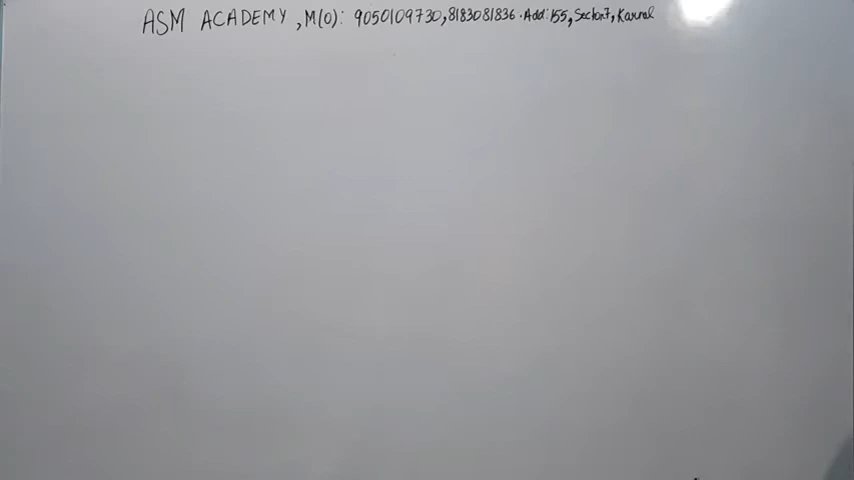 ASM ACADEMY, M(O): 9050109730, 8183081836. Add: 155, Sector 7, Karnal